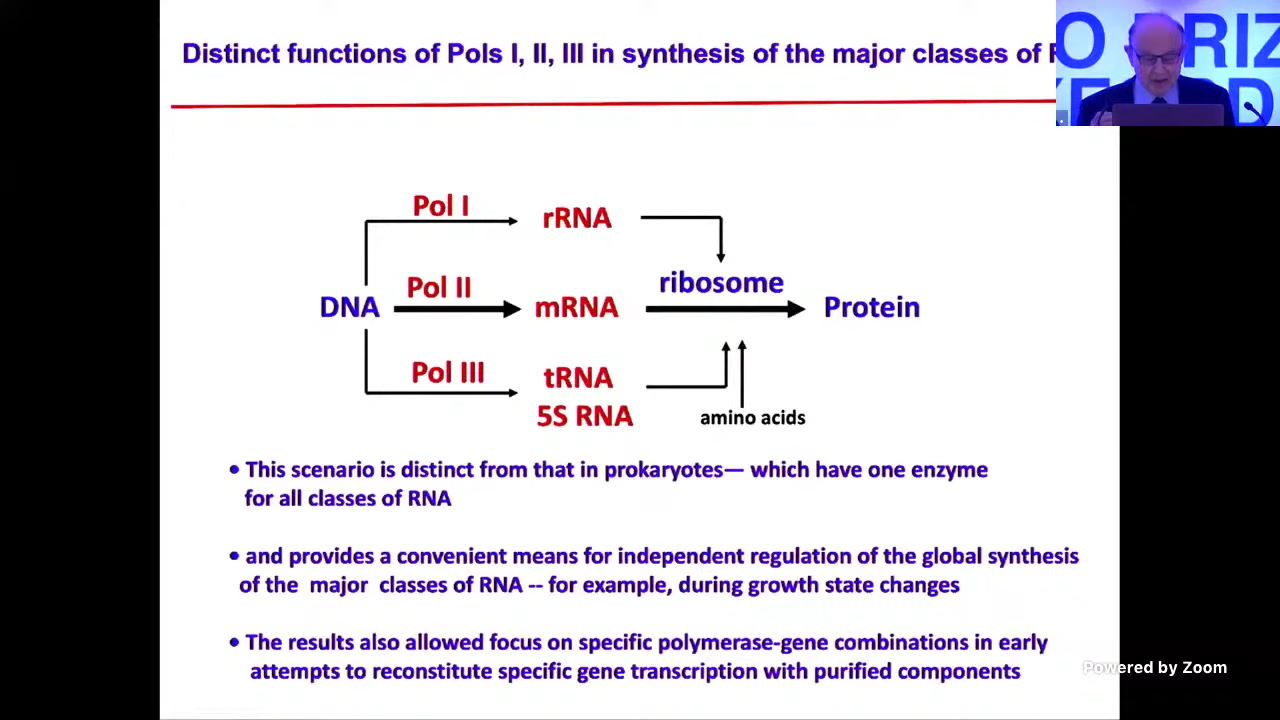 Distinct functions of Pols I, II, III in synthesis of the major classes of
O RIZ
D
Pol I
rRNA
Pol II
ribosome
DNA
mRNA
Protein
Pol III
tRNA
5S RNA
amino acids
• This scenario is distinct from that in prokaryotes— which have one enzyme
for all classes of RNA
• and provides a convenient means for independent regulation of the global synthesis
of the major classes of RNA -- for example, during growth state changes
• The results also allowed focus on specific polymerase-gene combinations in early
attempts to reconstitute specific gene transcription with purified components
Powered by Zoom